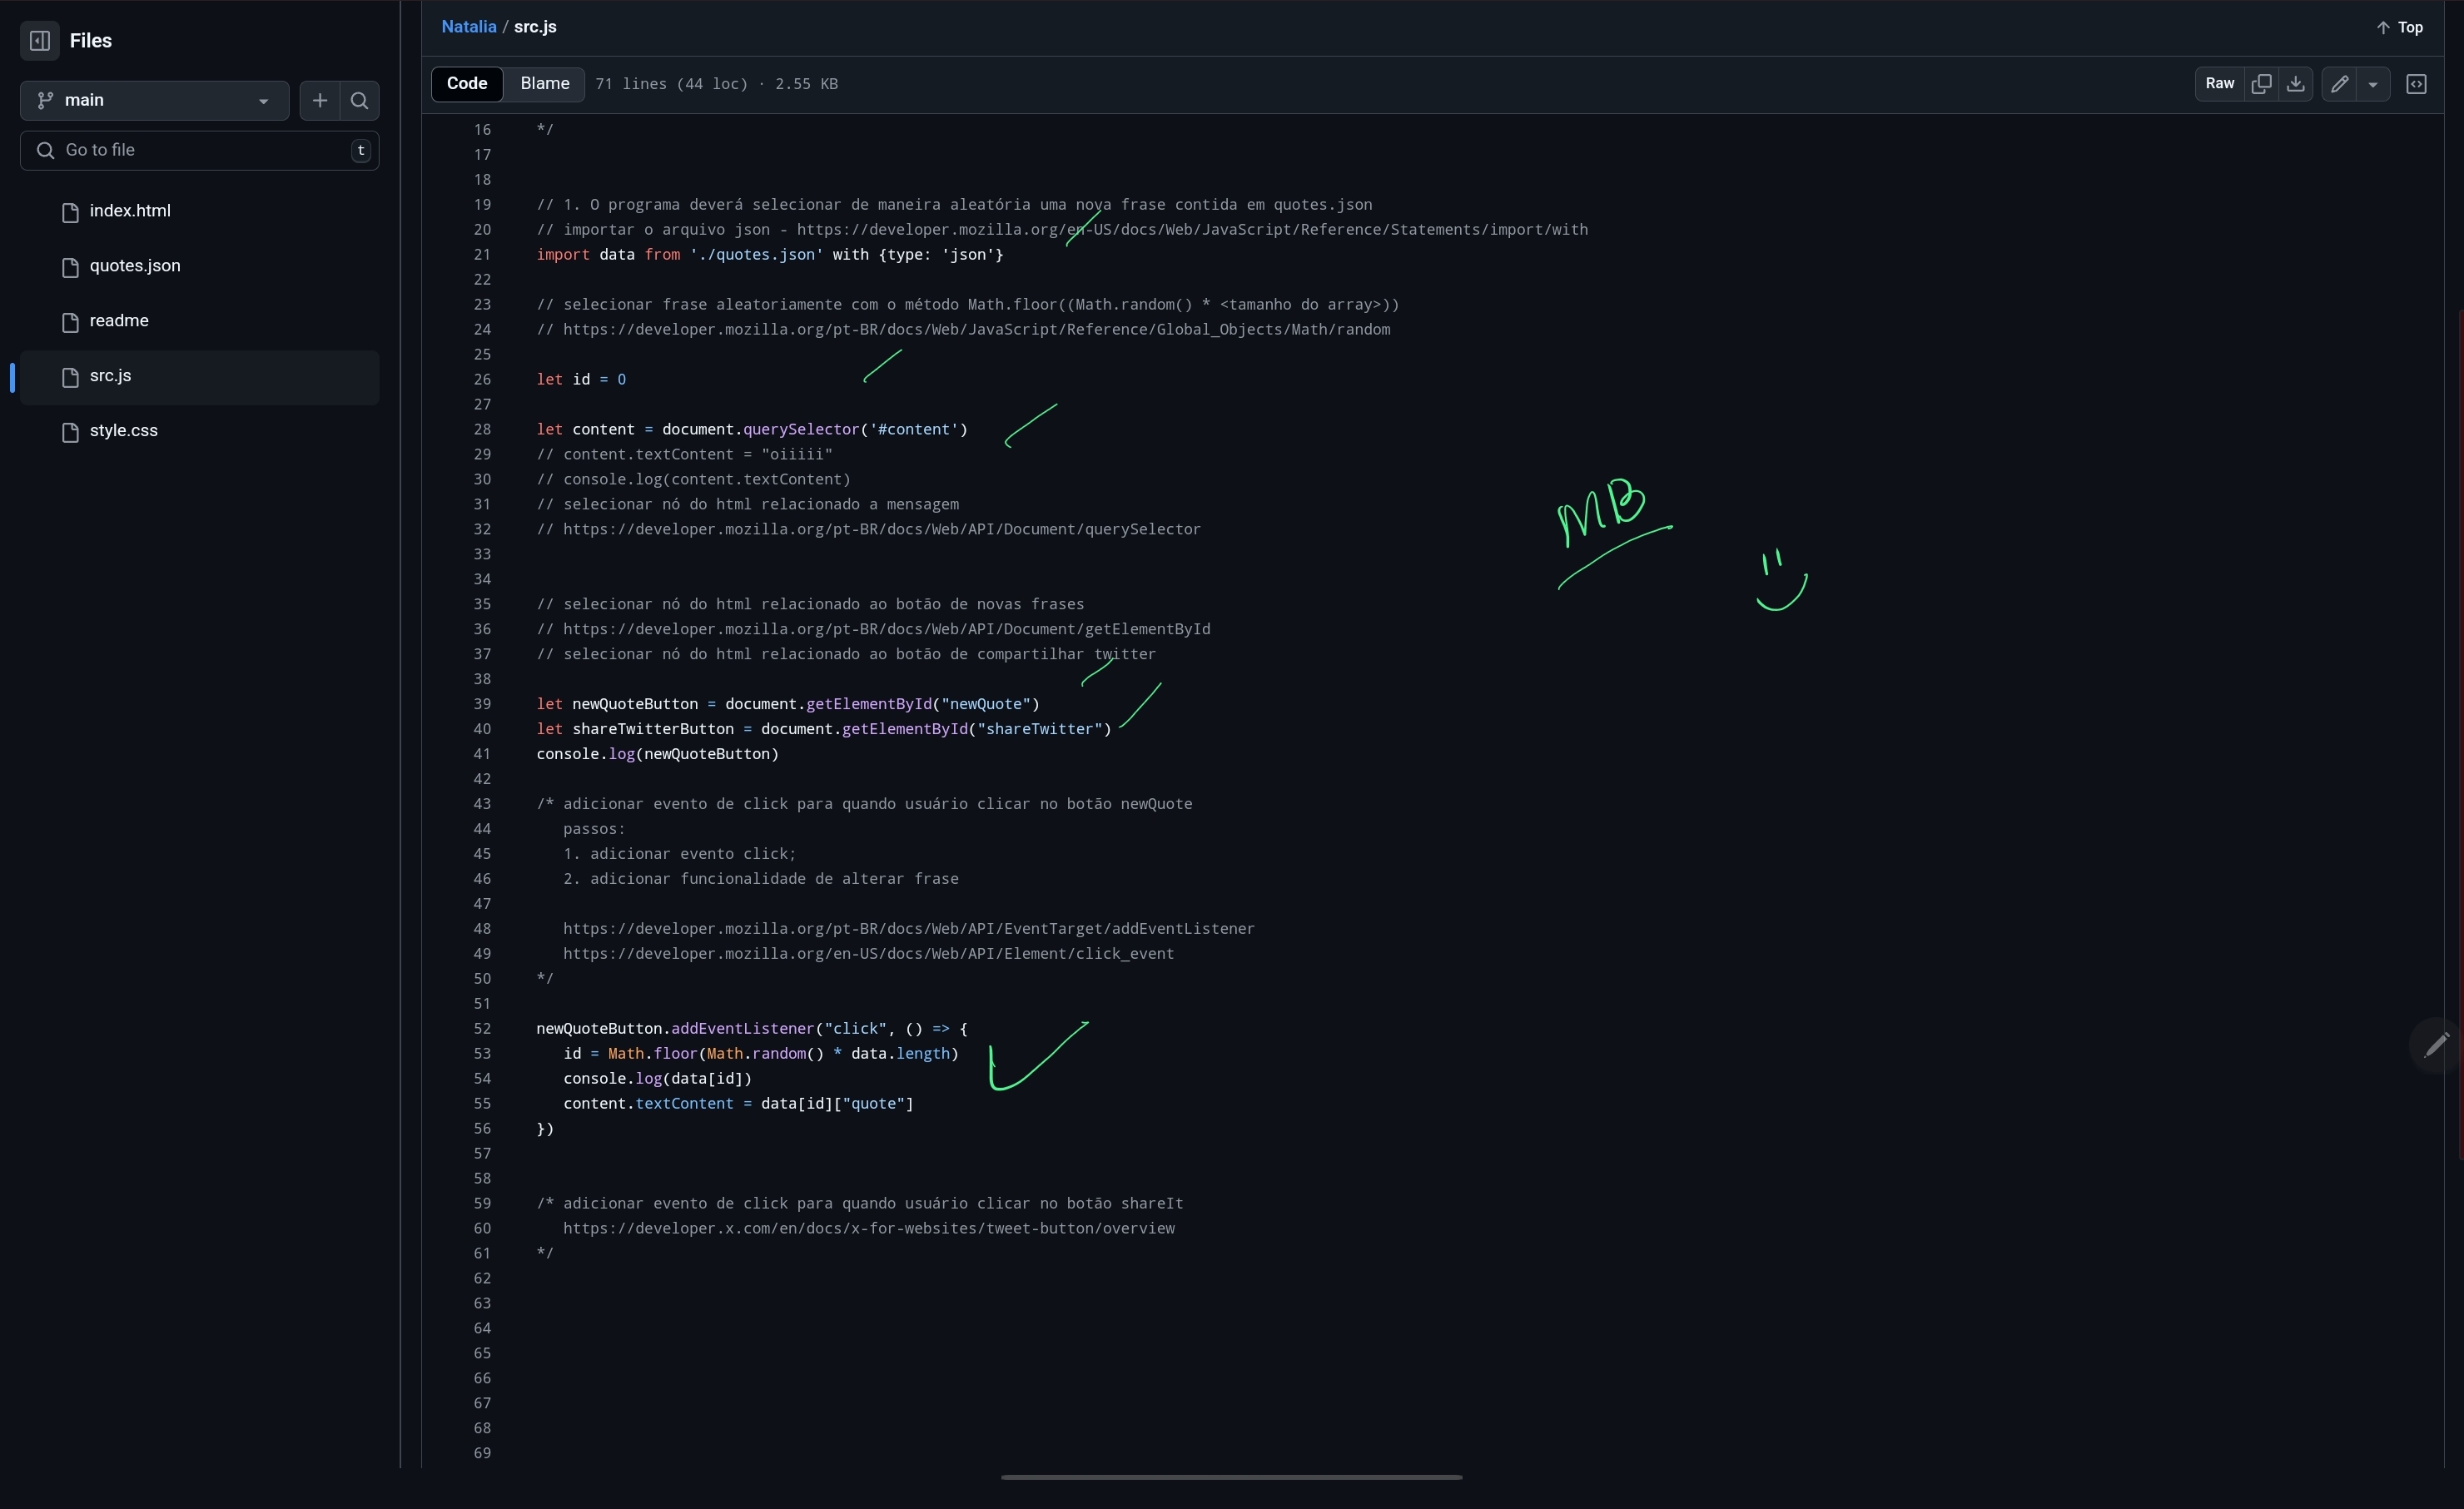 Files
main
Go to file
t
index.html
quotes.json
readme
src.js
style.css
Natalia / src.js
Top
Code
Blame
71 lines (44 loc) · 2.55 KB
Raw
16 */
17
18
19 // 1. O programa deverá selecionar de maneira aleatória uma nova frase contida em quotes.json
20 // importar o arquivo json - https://developer.mozilla.org/en-US/docs/Web/JavaScript/Reference/Statements/import/with
21 import data from './quotes.json' with {type: 'json'}
22
23 // selecionar frase aleatoriamente com o método Math.floor((Math.random() * <tamanho do array>))
24 // https://developer.mozilla.org/pt-BR/docs/Web/JavaScript/Reference/Global_Objects/Math/random
25
26 let id = 0
27
28 let content = document.querySelector('#content')
29 // content.textContent = "oiiiii"
30 // console.log(content.textContent)
31 // selecionar nó do html relacionado a mensagem
32 // https://developer.mozilla.org/pt-BR/docs/Web/API/Document/querySelector
33
34
35 // selecionar nó do html relacionado ao botão de novas frases
36 // https://developer.mozilla.org/pt-BR/docs/Web/API/Document/getElementById
37 // selecionar nó do html relacionado ao botão de compartilhar twitter
38
39 let newQuoteButton = document.getElementById("newQuote")
40 let shareTwitterButton = document.getElementById("shareTwitter")
41 console.log(newQuoteButton)
42
43 /* adicionar evento de click para quando usuário clicar no botão newQuote
44 passos:
45 1. adicionar evento click;
46 2. adicionar funcionalidade de alterar frase
47
48 https://developer.mozilla.org/pt-BR/docs/Web/API/EventTarget/addEventListener
49 https://developer.mozilla.org/en-US/docs/Web/API/Element/click_event
50 */
51
52 newQuoteButton.addEventListener("click", () => {
53 id = Math.floor(Math.random() * data.length)
54 console.log(data[id])
55 content.textContent = data[id]["quote"]
56 })
57
58
59 /* adicionar evento de click para quando usuário clicar no botão shareIt
60 https://developer.x.com/en/docs/x-for-websites/tweet-button/overview
61 */
62
63
64
65
66
67
68
69
MB